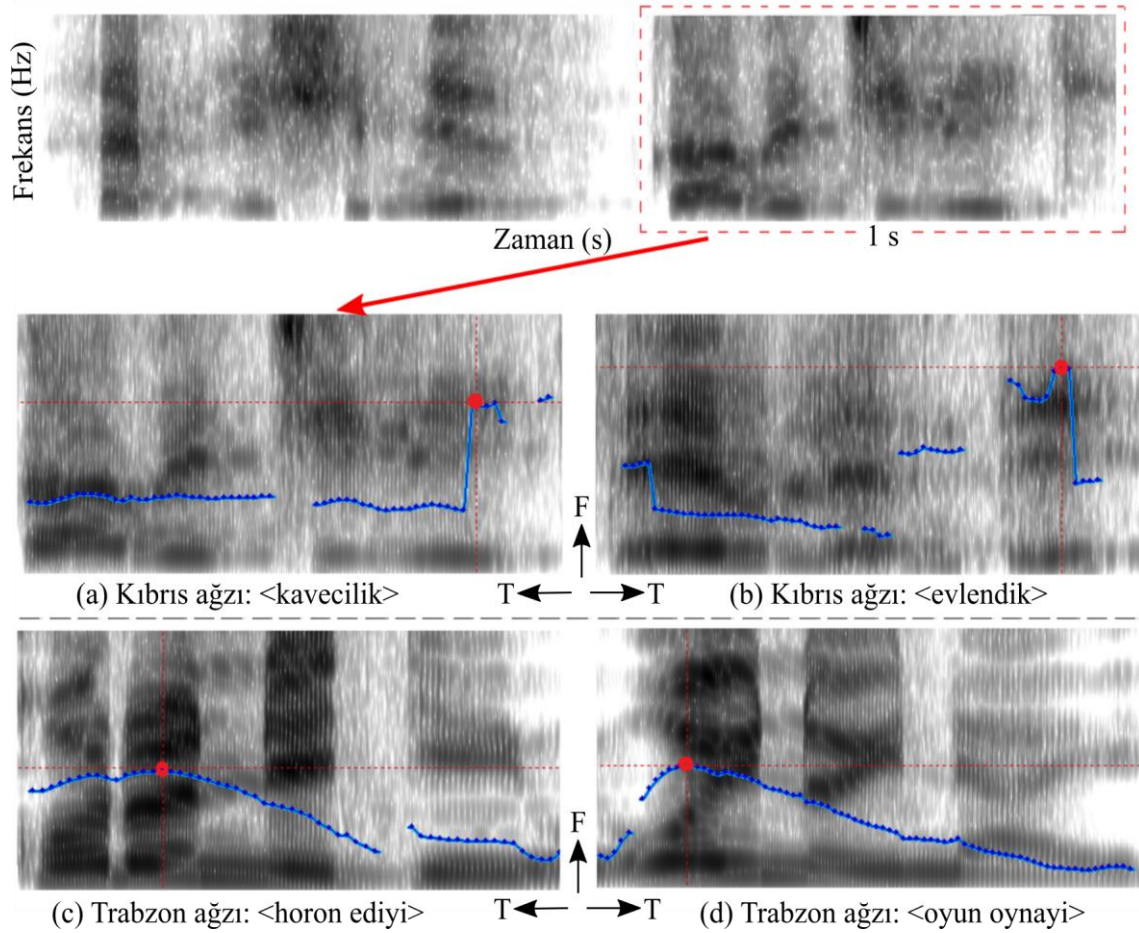 Frekans (Hz)
Zaman (s)
1 s
F
(a) Kıbrıs ağzı: <kavecilik>
T
T
(b) Kıbrıs ağzı: <evlendik>
F
(c) Trabzon ağzı: <horon ediyi>
T
T
(d) Trabzon ağzı: <oyun oynayi>